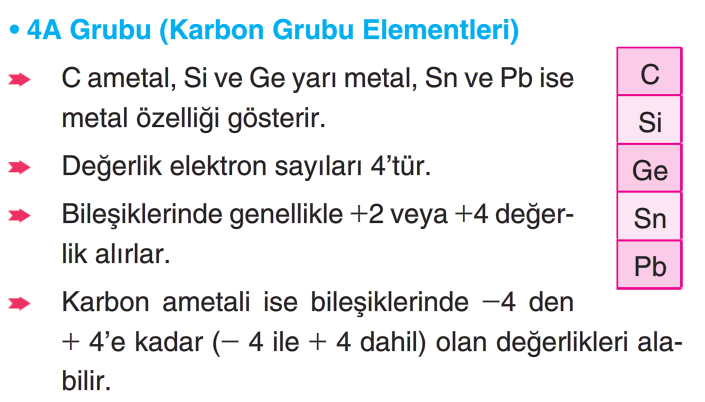 • 4A Grubu (Karbon Grubu Elementleri)
C ametal, Si ve Ge yarı metal, Sn ve Pb ise
metal özelliği gösterir.
Değerlik elektron sayıları 4'tür.
Bileşiklerinde genellikle +2 veya +4 değer-
lik alırlar.
Karbon ametali ise bileşiklerinde −4 den
+ 4'e kadar (− 4 ile + 4 dahil) olan değerlikleri ala-
bilir.
C
Si
Ge
Sn
Pb